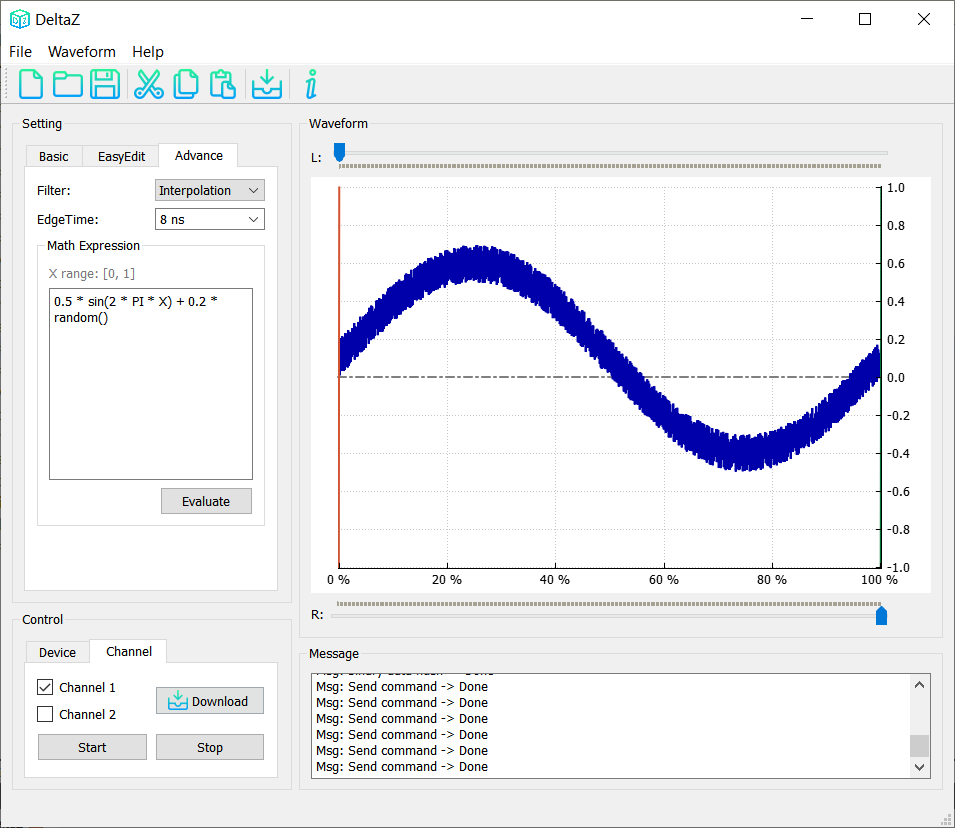 DeltaZ
File Waveform Help
Setting
Basic EasyEdit Advance
Filter: Interpolation
EdgeTime: 8 ns
Math Expression
X range: [0, 1]
0.5 * sin(2 * PI * X) + 0.2 *
random()
Evaluate
Control
Device Channel
Channel 1
Download
Channel 2
Start Stop
Waveform
L:
1.0
0.8
0.6
0.4
0.2
0.0
-0.2
-0.4
-0.6
-0.8
-1.0
0 % 20 % 40 % 60 % 80 % 100 %
R:
Message
Msg: Send command -> Done
Msg: Send command -> Done
Msg: Send command -> Done
Msg: Send command -> Done
Msg: Send command -> Done
Msg: Send command -> Done